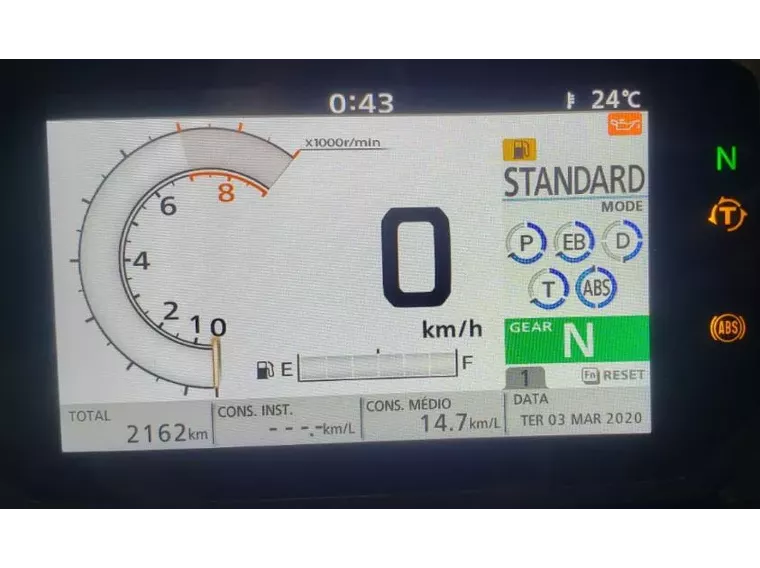 0:43
24°C
x1000r/min
8
6
4
2
1
0
0
km/h
E
F
STANDARD
MODE
P
EB
D
T
ABS
GEAR N
1
Fn RESET
N
T
ABS
TOTAL
2162km
CONS. INST.
---.-km/L
CONS. MÉDIO
14.7km/L
DATA
TER 03 MAR 2020